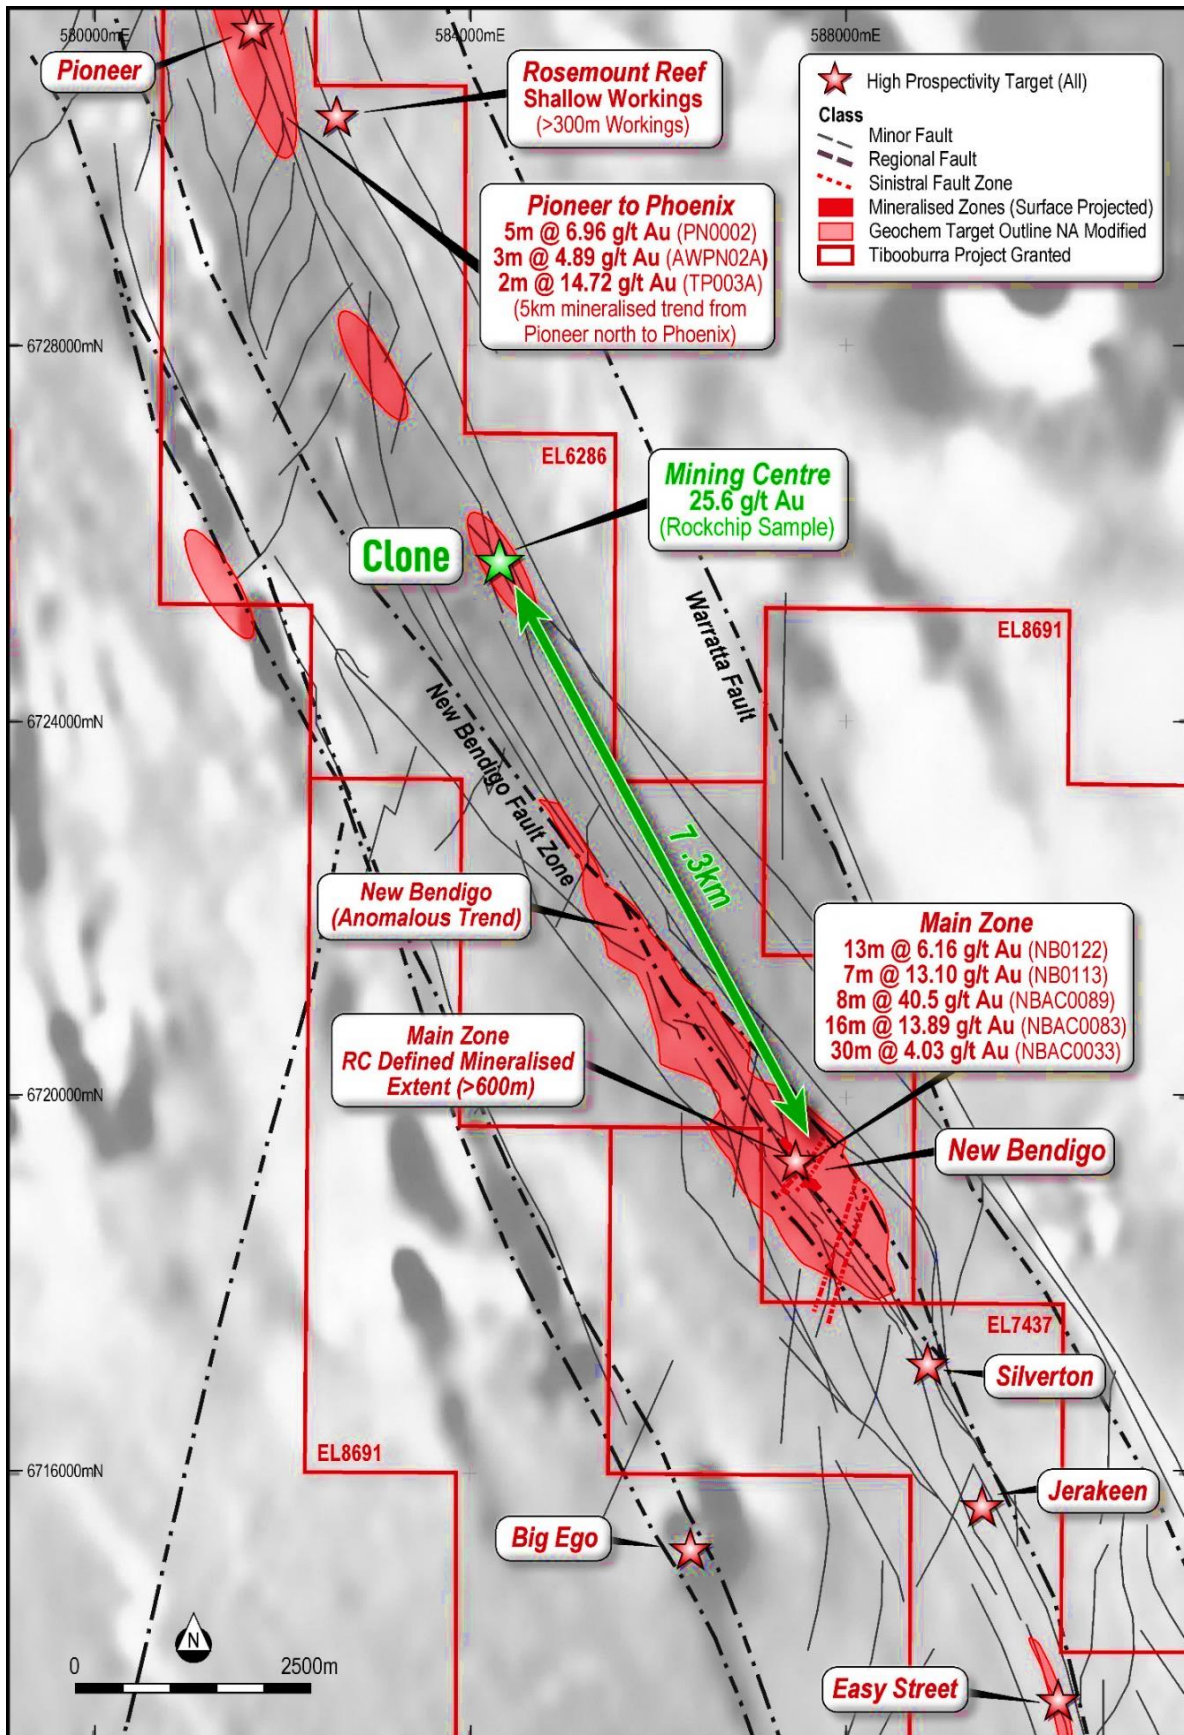 580000mE
584000mE
588000mE
Pioneer
Rosemount Reef
Shallow Workings
(>300m Workings)
High Prospectivity Target (All)
Class
Minor Fault
Regional Fault
Sinistral Fault Zone
Mineralised Zones (Surface Projected)
Geochem Target Outline NA Modified
Tibooburra Project Granted
Pioneer to Phoenix
5m @ 6.96 g/t Au (PN0002)
3m @ 4.89 g/t Au (AWPN02A)
2m @ 14.72 g/t Au (TP003A)
(5km mineralised trend from
Pioneer north to Phoenix)
6728000mN
EL6286
Mining Centre
25.6 g/t Au
(Rockchip Sample)
Clone
Warratta Fault
EL8691
6724000mN
New Bendigo Fault Zone
7.3km
New Bendigo
(Anomalous Trend)
Main Zone
13m @ 6.16 g/t Au (NB0122)
7m @ 13.10 g/t Au (NB0113)
8m @ 40.5 g/t Au (NBAC0089)
16m @ 13.89 g/t Au (NBAC0083)
30m @ 4.03 g/t Au (NBAC0033)
Main Zone
RC Defined Mineralised
Extent (>600m)
6720000mN
New Bendigo
EL7437
Silverton
EL8691
6716000mN
Jerakeen
Big Ego
N
0
2500m
Easy Street